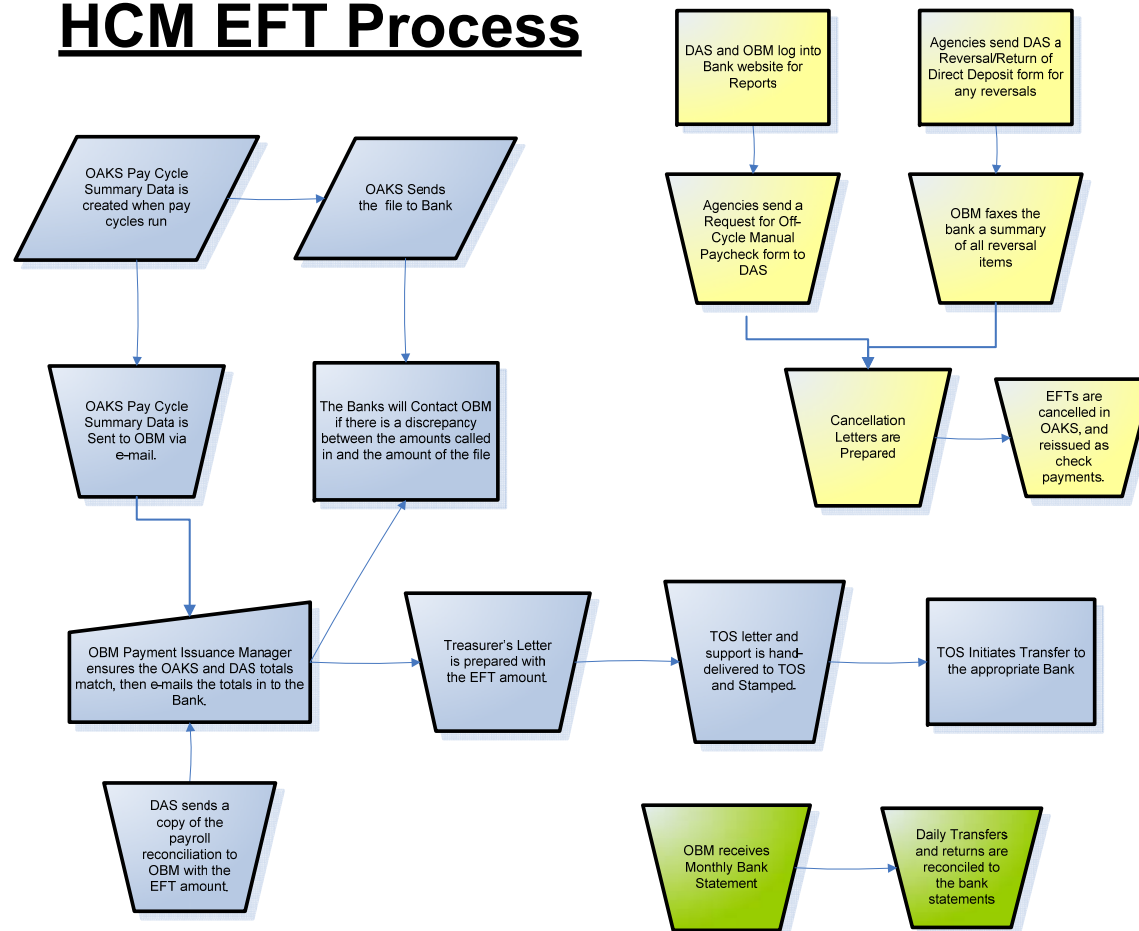 HCM EFT Process
DAS and OBM log into
Bank website for
Reports
Agencies send DAS a
Reversal/Return of
Direct Deposit form for
any reversals
OAKS Pay Cycle
Summary Data is
created when pay
cycles run
OAKS Sends
the file to Bank
Agencies send a
Request for Off-
Cycle Manual
Paycheck form to
DAS
OBM faxes the
bank a summary
of all reversal
items
OAKS Pay Cycle
Summary Data is
Sent to OBM via
e-mail.
The Banks will Contact OBM
if there is a discrepancy
between the amounts called
in and the amount of the file
Cancellation
Letters are
Prepared
EFTs are
cancelled in
OAKS, and
reissued as
check
payments.
OBM Payment Issuance Manager
ensures the OAKS and DAS totals
match, then e-mails the totals in to the
Bank.
Treasurer's Letter
is prepared with
the EFT amount.
TOS letter and
support is hand-
delivered to TOS
and Stamped.
TOS Initiates Transfer to
the appropriate Bank
DAS sends a
copy of the
payroll
reconciliation to
OBM with the
EFT amount.
OBM receives
Monthly Bank
Statement
Daily Transfers
and returns are
reconciled to
the bank
statements